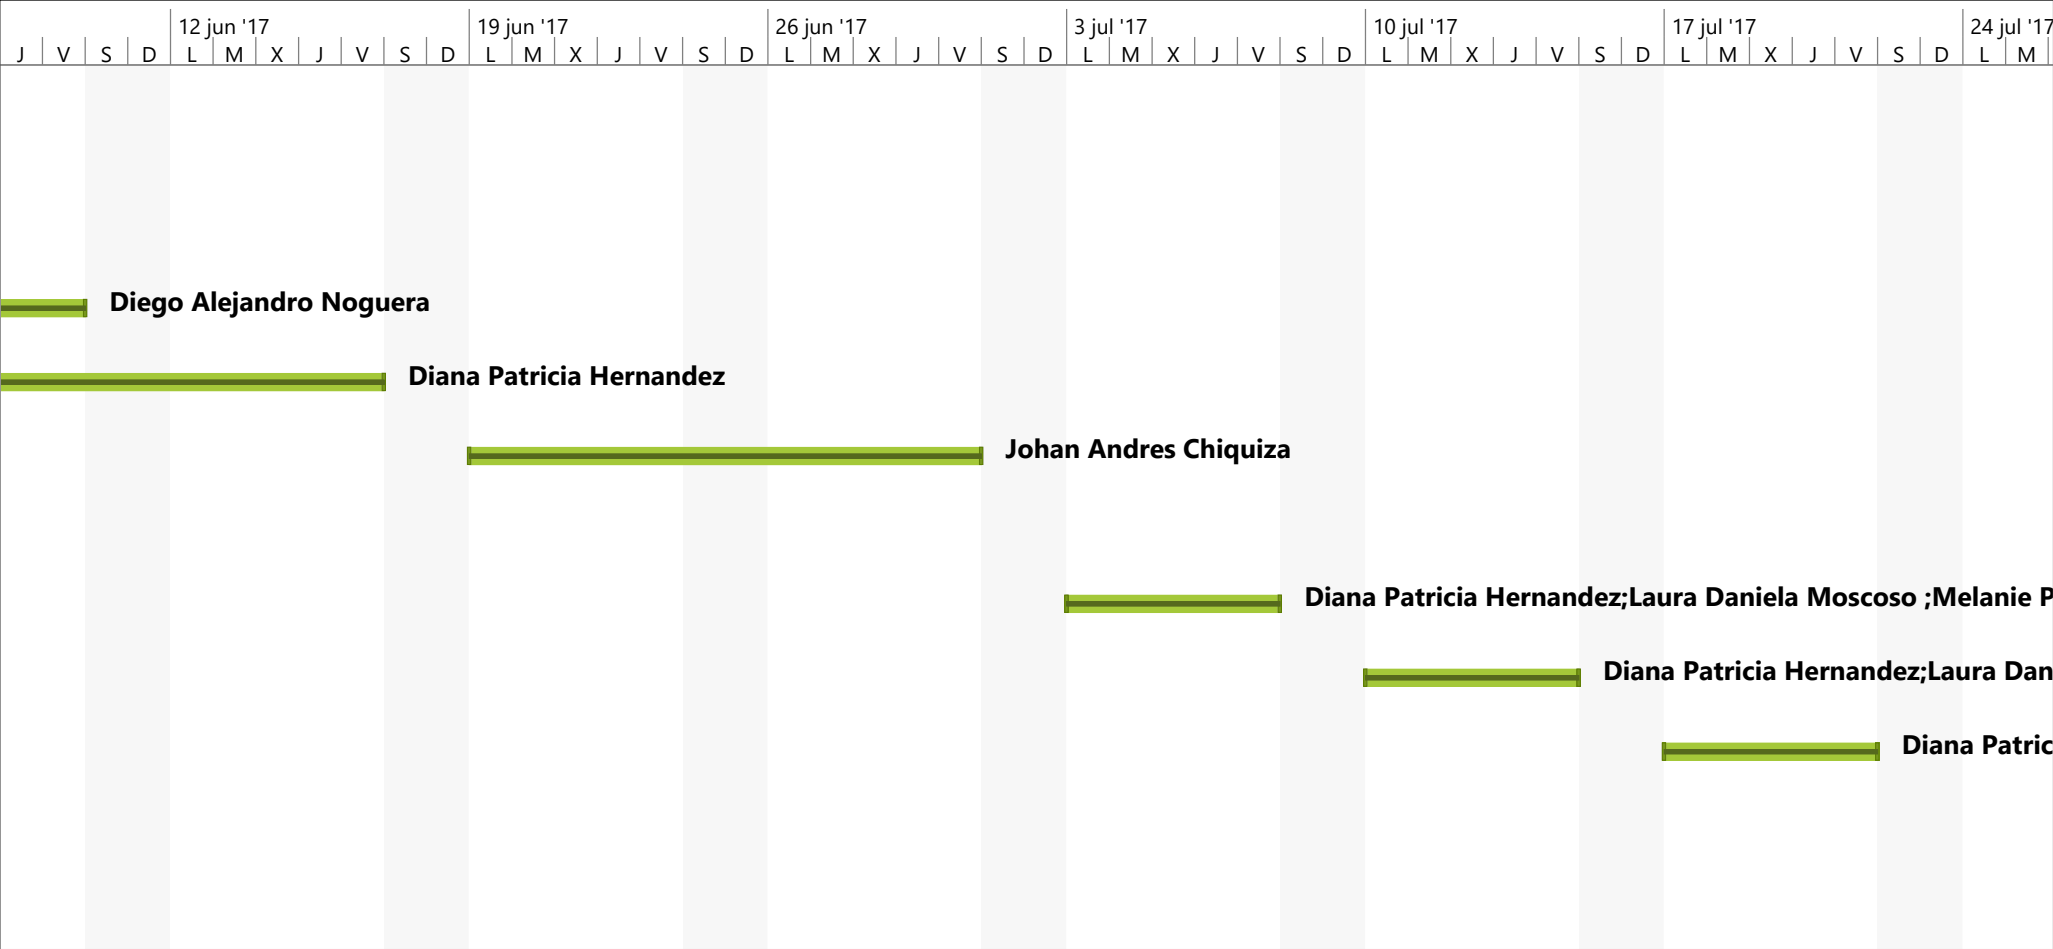 12 jun '17 19 jun '17 26 jun '17 3 jul '17 10 jul '17 17 jul '17 24 jul '17
J V S D L M X J V S D L M X J V S D L M X J V S D L M X J V S D L M X J V S D L M X J V S D L M
Diego Alejandro Noguera
Diana Patricia Hernandez
Johan Andres Chiquiza
Diana Patricia Hernandez;Laura Daniela Moscoso ;Melanie P
Diana Patricia Hernandez;Laura Dan
Diana Patric